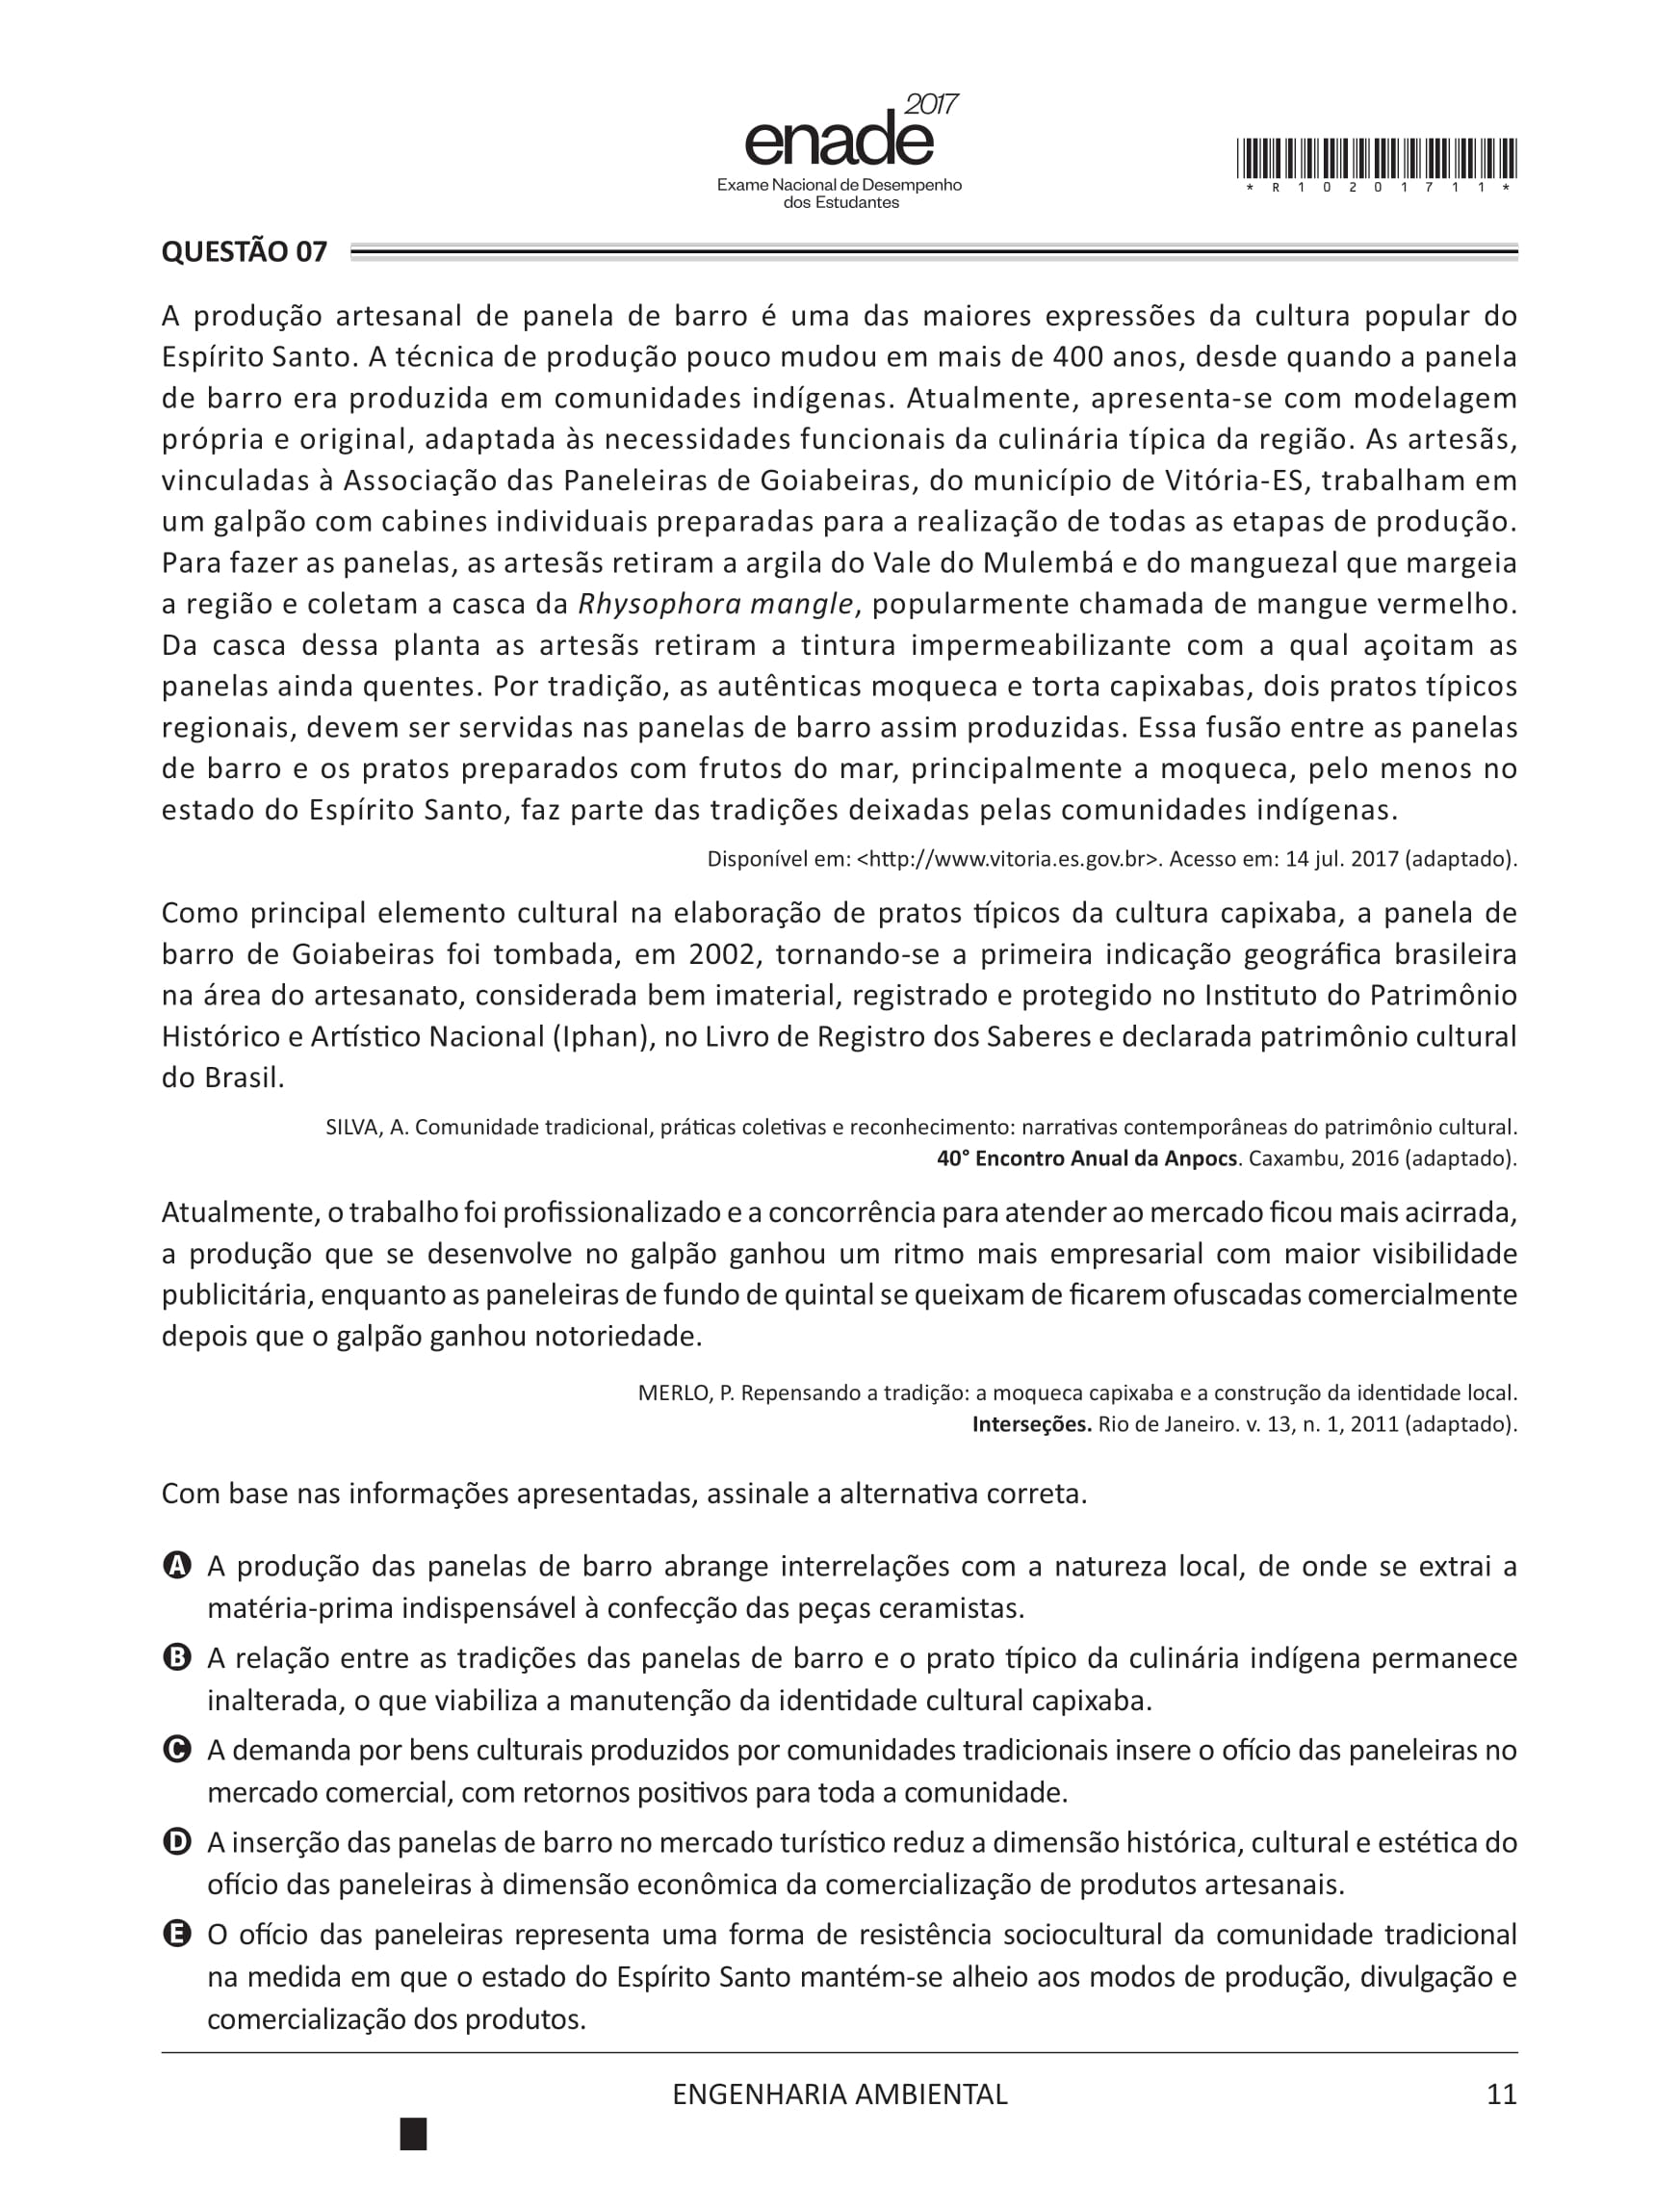 2017
enade
Exame Nacional de Desempenho
dos Estudantes
* R 1 0 2 0 1 7 1 1 *
QUESTÃO 07
A produção artesanal de panela de barro é uma das maiores expressões da cultura popular do
Espírito Santo. A técnica de produção pouco mudou em mais de 400 anos, desde quando a panela
de barro era produzida em comunidades indígenas. Atualmente, apresenta-se com modelagem
própria e original, adaptada às necessidades funcionais da culinária típica da região. As artesãs,
vinculadas à Associação das Paneleiras de Goiabeiras, do município de Vitória-ES, trabalham em
um galpão com cabines individuais preparadas para a realização de todas as etapas de produção.
Para fazer as panelas, as artesãs retiram a argila do Vale do Mulembá e do manguezal que margeia
a região e coletam a casca da Rhysophora mangle, popularmente chamada de mangue vermelho.
Da casca dessa planta as artesãs retiram a tintura impermeabilizante com a qual açoitam as
panelas ainda quentes. Por tradição, as autênticas moqueca e torta capixabas, dois pratos típicos
regionais, devem ser servidas nas panelas de barro assim produzidas. Essa fusão entre as panelas
de barro e os pratos preparados com frutos do mar, principalmente a moqueca, pelo menos no
estado do Espírito Santo, faz parte das tradições deixadas pelas comunidades indígenas.
Disponível em: <http://www.vitoria.es.gov.br>. Acesso em: 14 jul. 2017 (adaptado).
Como principal elemento cultural na elaboração de pratos típicos da cultura capixaba, a panela de
barro de Goiabeiras foi tombada, em 2002, tornando-se a primeira indicação geográfica brasileira
na área do artesanato, considerada bem imaterial, registrado e protegido no Instituto do Patrimônio
Histórico e Artístico Nacional (Iphan), no Livro de Registro dos Saberes e declarada patrimônio cultural
do Brasil.
SILVA, A. Comunidade tradicional, práticas coletivas e reconhecimento: narrativas contemporâneas do patrimônio cultural.
40° Encontro Anual da Anpocs. Caxambu, 2016 (adaptado).
Atualmente, o trabalho foi profissionalizado e a concorrência para atender ao mercado ficou mais acirrada,
a produção que se desenvolve no galpão ganhou um ritmo mais empresarial com maior visibilidade
publicitária, enquanto as paneleiras de fundo de quintal se queixam de ficarem ofuscadas comercialmente
depois que o galpão ganhou notoriedade.
MERLO, P. Repensando a tradição: a moqueca capixaba e a construção da identidade local.
Interseções. Rio de Janeiro. v. 13, n. 1, 2011 (adaptado).
Com base nas informações apresentadas, assinale a alternativa correta.
A A produção das panelas de barro abrange interrelações com a natureza local, de onde se extrai a
matéria-prima indispensável à confecção das peças ceramistas.
B A relação entre as tradições das panelas de barro e o prato típico da culinária indígena permanece
inalterada, o que viabiliza a manutenção da identidade cultural capixaba.
C A demanda por bens culturais produzidos por comunidades tradicionais insere o ofício das paneleiras no
mercado comercial, com retornos positivos para toda a comunidade.
D A inserção das panelas de barro no mercado turístico reduz a dimensão histórica, cultural e estética do
ofício das paneleiras à dimensão econômica da comercialização de produtos artesanais.
E O ofício das paneleiras representa uma forma de resistência sociocultural da comunidade tradicional
na medida em que o estado do Espírito Santo mantém-se alheio aos modos de produção, divulgação e
comercialização dos produtos.
ENGENHARIA AMBIENTAL
11